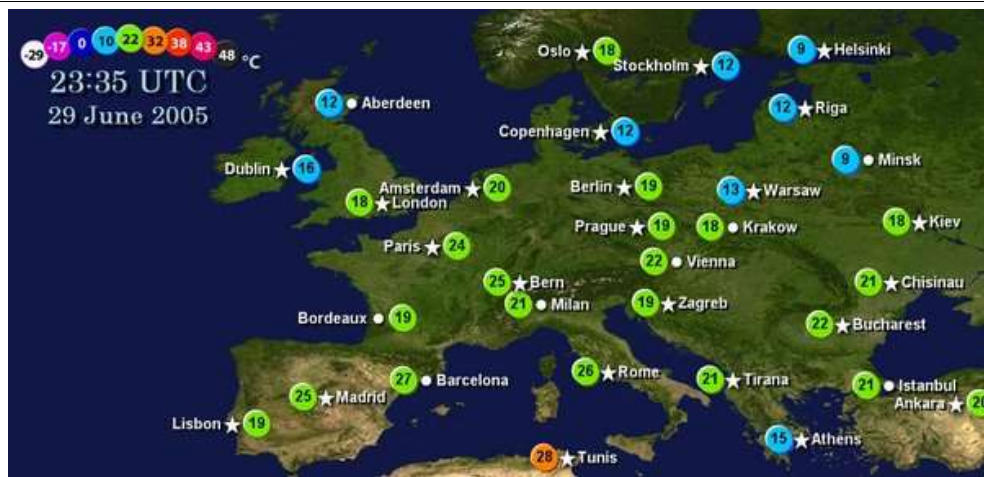 -29 -17 0 10 22 32 38 43 48 °C
23:35 UTC
29 June 2005
Oslo 18
Stockholm 12
9 Helsinki
12 Aberdeen
12 Riga
Copenhagen 12
Dublin 16
9 Minsk
Amsterdam 20
Berlin 19
13 Warsaw
18 London
Prague 19
18 Krakow
18 Kiev
Paris 24
22 Vienna
25 Bern
21 Chisinau
21 Milan
19 Zagreb
Bordeaux 19
22 Bucharest
26 Rome
27 Barcelona
21 Tirana
21 Istanbul
25 Madrid
Ankara 20
Lisbon 19
15 Athens
28 Tunis